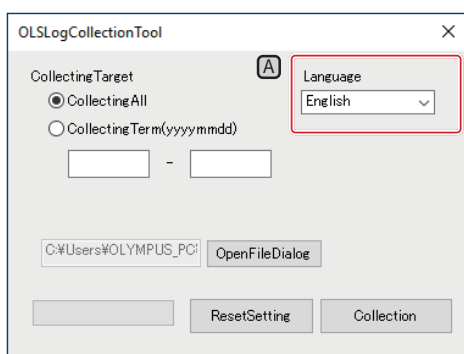 OLSLogCollectionTool
CollectingTarget
A
Language
CollectingAll
English
CollectingTerm(yyyymmdd)
-
C:¥Users¥OLYMPUS_PC¥
OpenFileDialog
ResetSetting
Collection